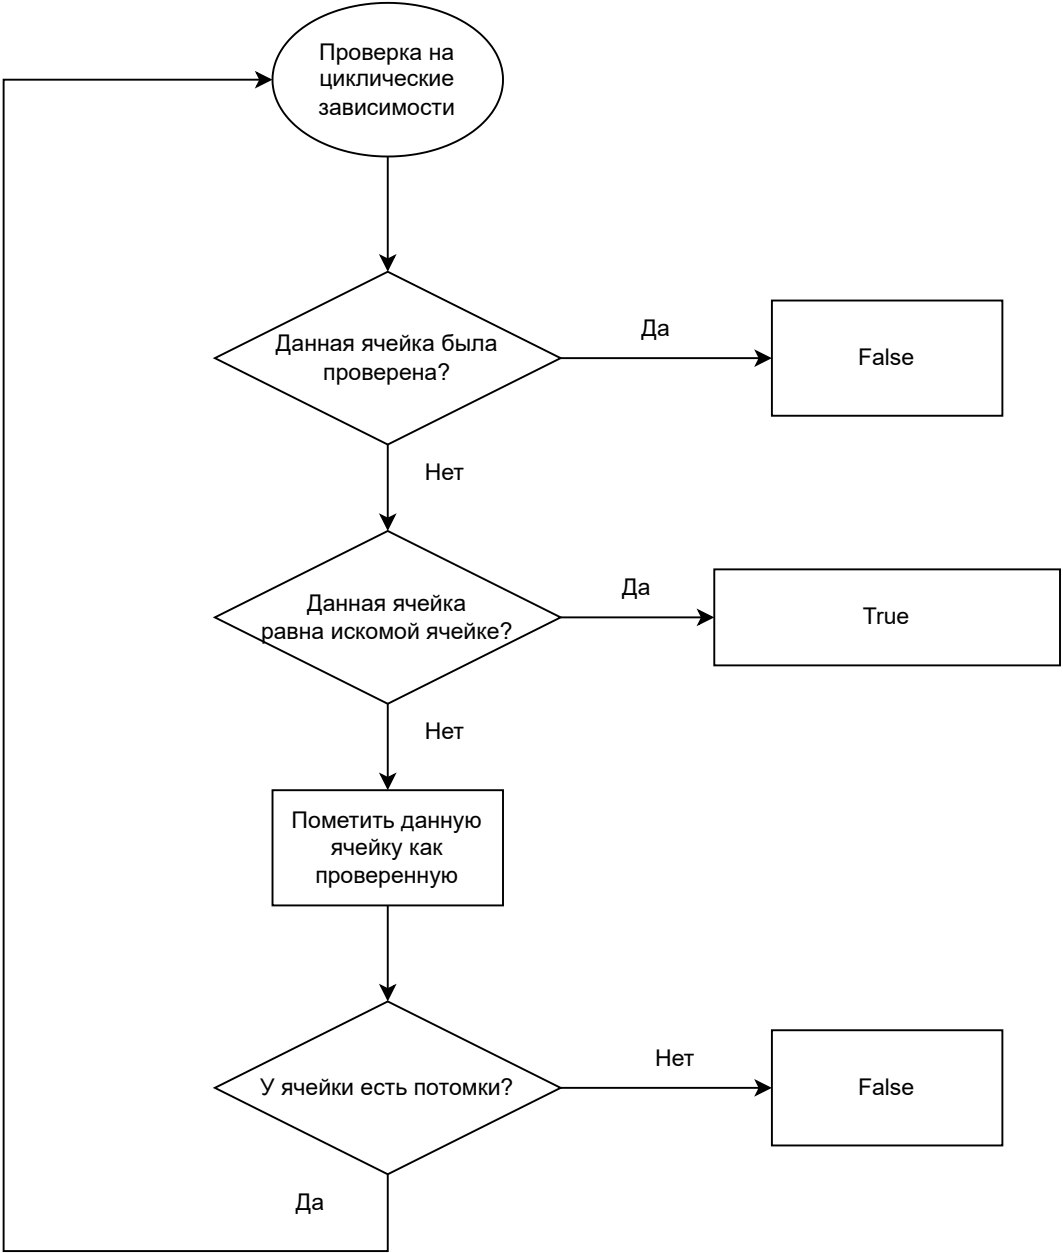 Проверка на
циклические
зависимости
Данная ячейка была
проверена?
Да
False
Нет
Данная ячейка
равна искомой ячейке?
Да
True
Нет
Пометить данную
ячейку как
проверенную
У ячейки есть потомки?
Нет
False
Да